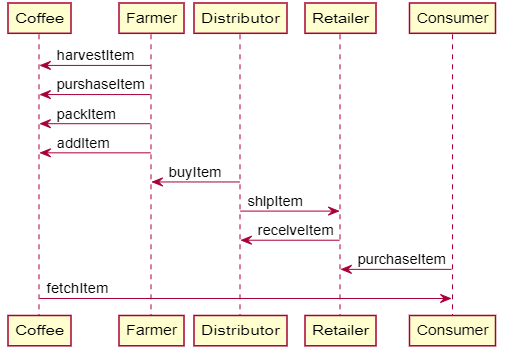 Coffee Farmer Distributor Retailer Consumer
harvestItem
purshaseItem
packItem
addItem
buyItem
shIpItem
receIveItem
purchaseItem
fetchItem
Coffee Farmer Distributor Retailer Consumer